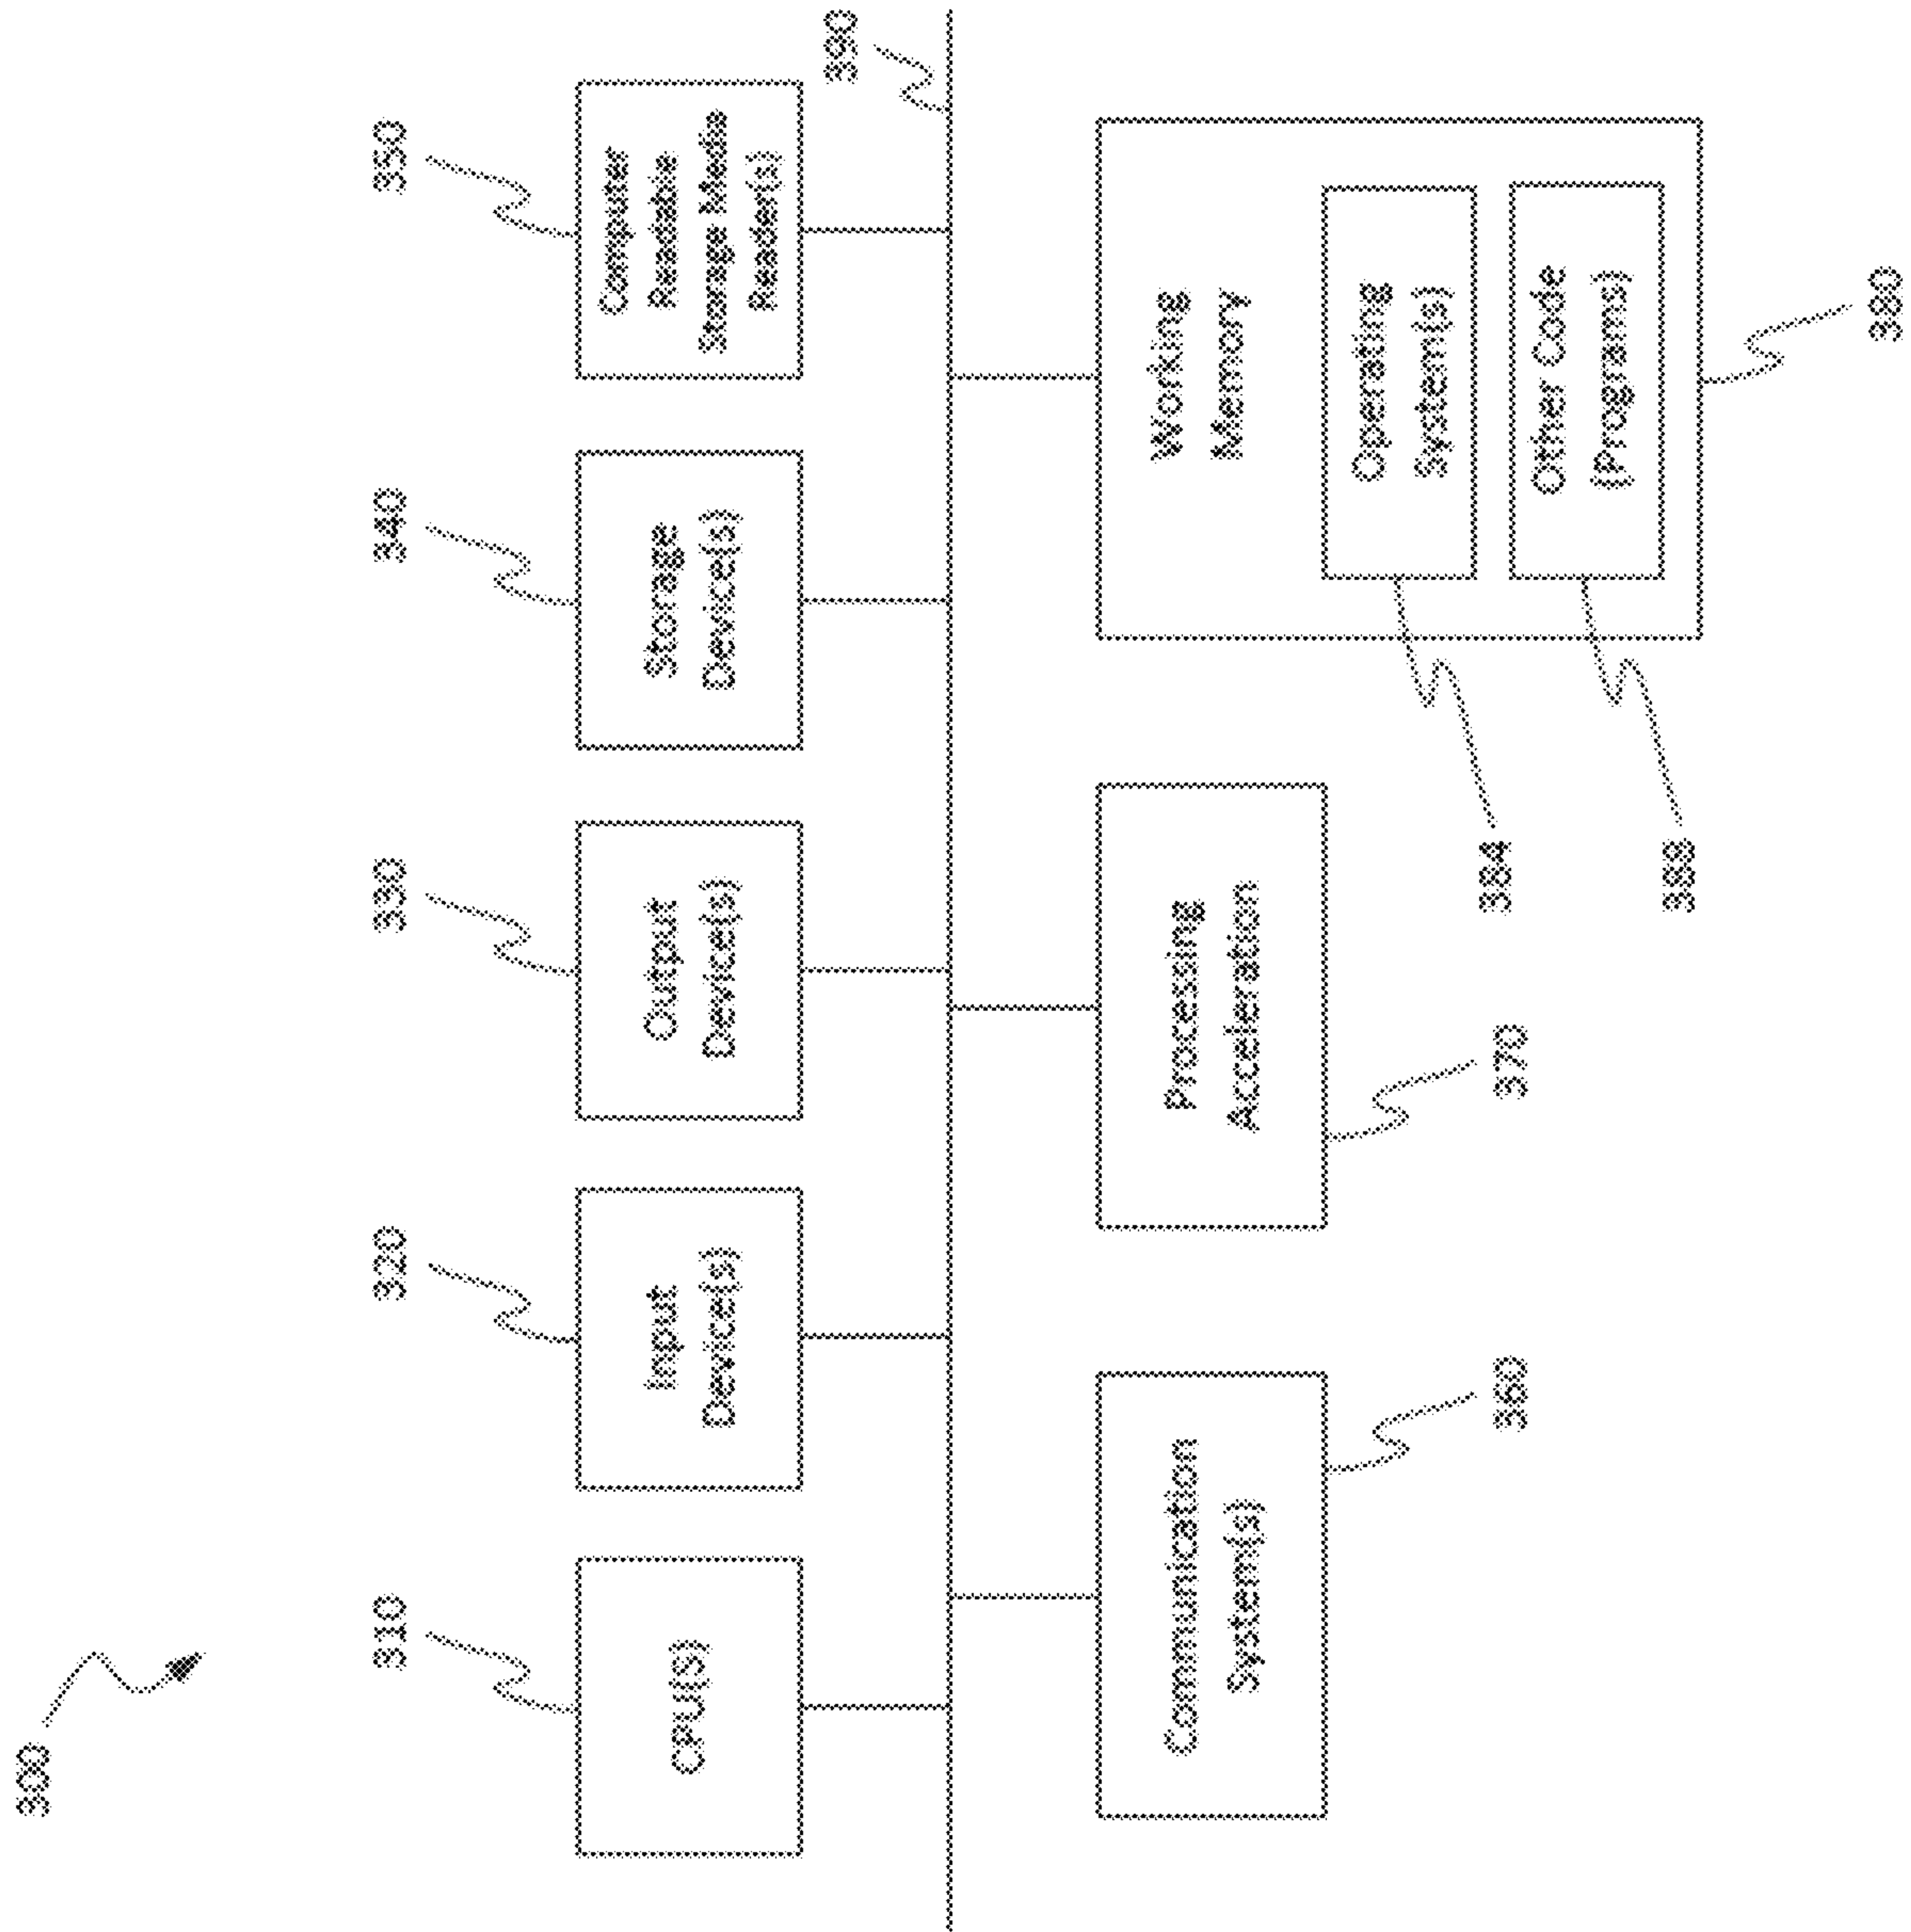 300
310
320
330
340
350
CPU(s)
Input
Device(s)
Output
Device(s)
Storage
Device(s)
Computer
Readable
Storage Media
Reader(s)
390
Communication
System(s)
Processing
Acceleration
Working
Memory
Operating
System(s)
Other Code
(Programs)
360
370
384
388
380